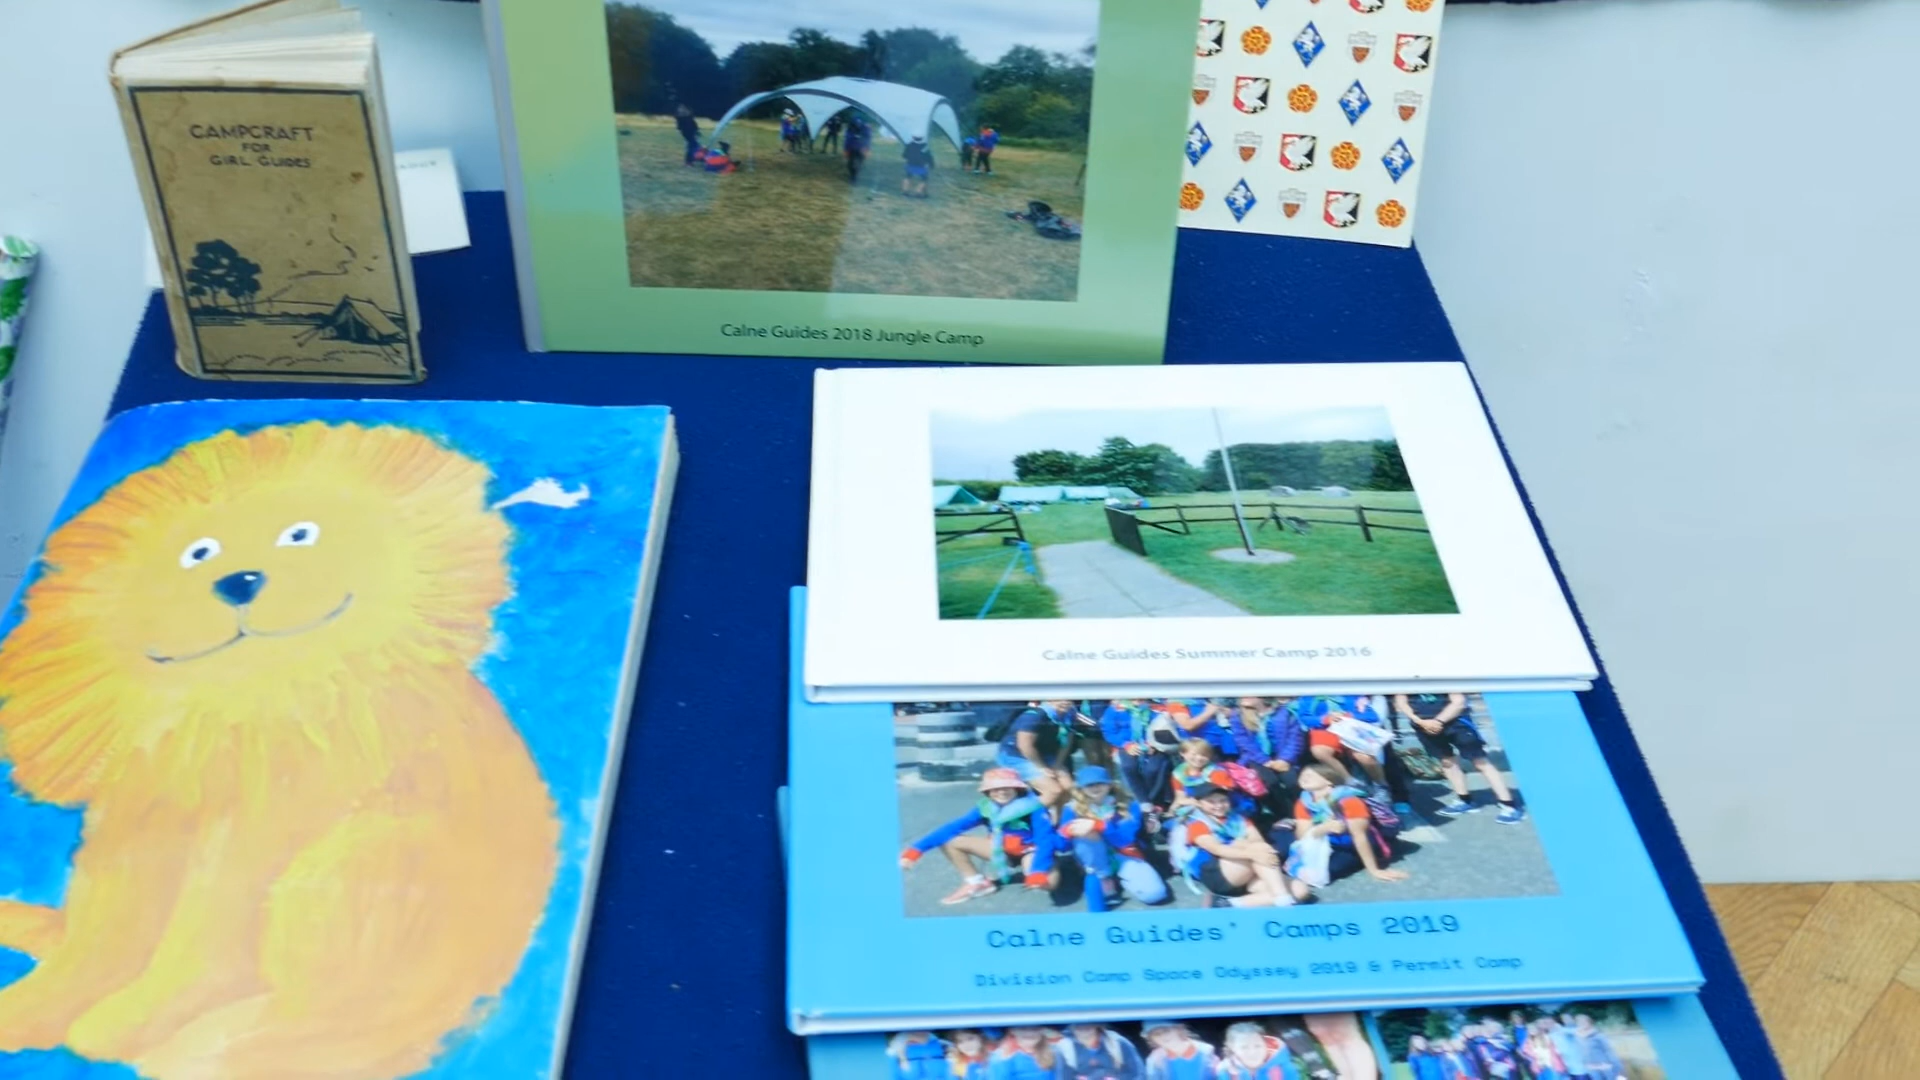 CAMPCRAFT
FOR
GIRL GUIDES
Calne Guides 2018 Jungle Camp
Calne Guides Summer Camp 2016
Calne Guides' Camps 2019
Division Camp Space Odyssey 2019 & Permit Camp